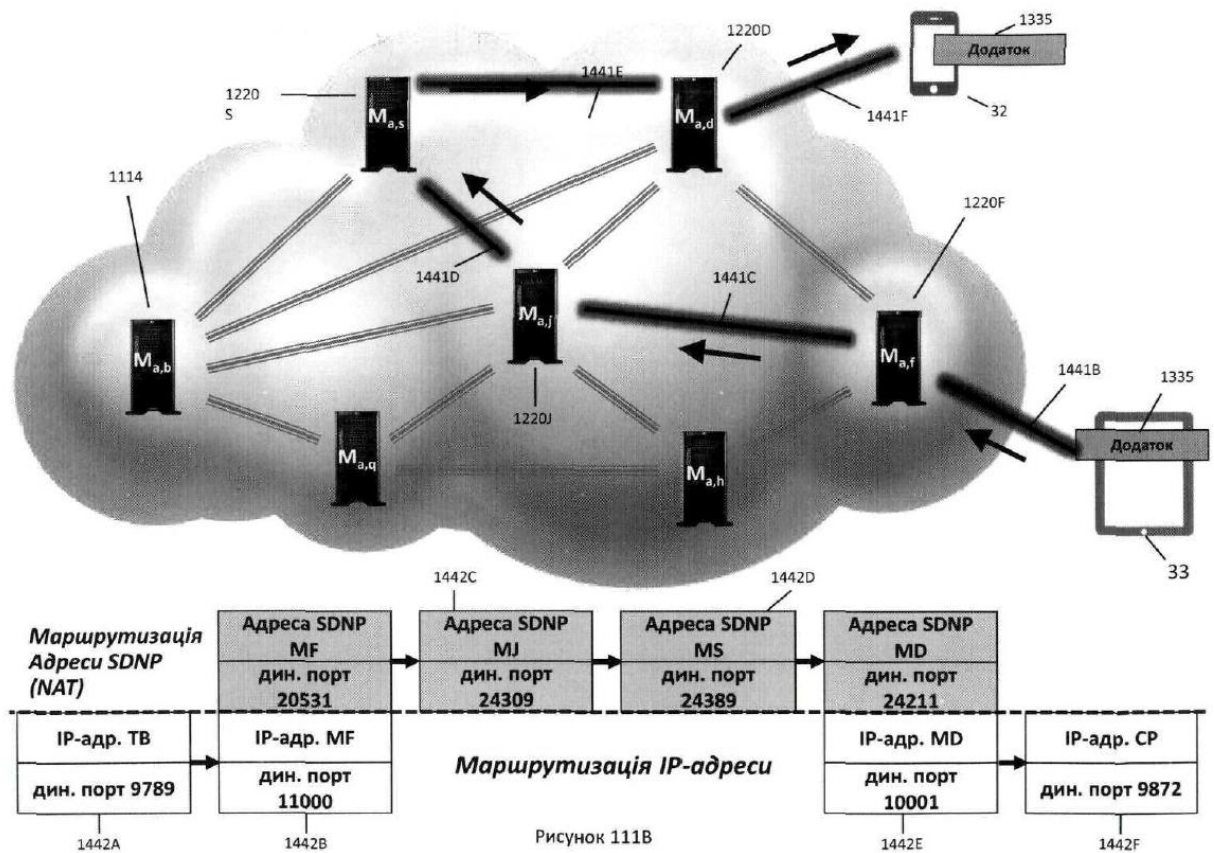 1335
Додаток
1220D
1441E
1220
S
M a,s
M a,d
1441F
32
1114
1220F
1441D
1441C
M a,j
M a,b
M a,f
1441B
1335
1220J
Додаток
M a,q
M a,h
33
1442C
1442D
Маршрутизація
Адреси SDNP
(NAT)
Адреса SDNP
MF
дин. порт
20531
Адреса SDNP
MJ
дин. порт
24309
Адреса SDNP
MS
дин. порт
24389
Адреса SDNP
MD
дин. порт
24211
IP-адр. TB
дин. порт 9789
IP-адр. MF
дин. порт
11000
Маршрутизація IP-адреси
IP-адр. MD
дин. порт
10001
IP-адр. CP
дин. порт 9872
1442A
1442B
Рисунок 111B
1442E
1442F